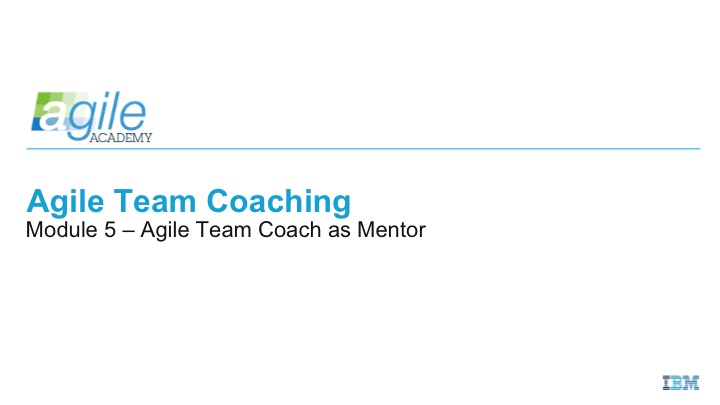 agile
ACADEMY
Agile Team Coaching
Module 5 – Agile Team Coach as Mentor
IBM